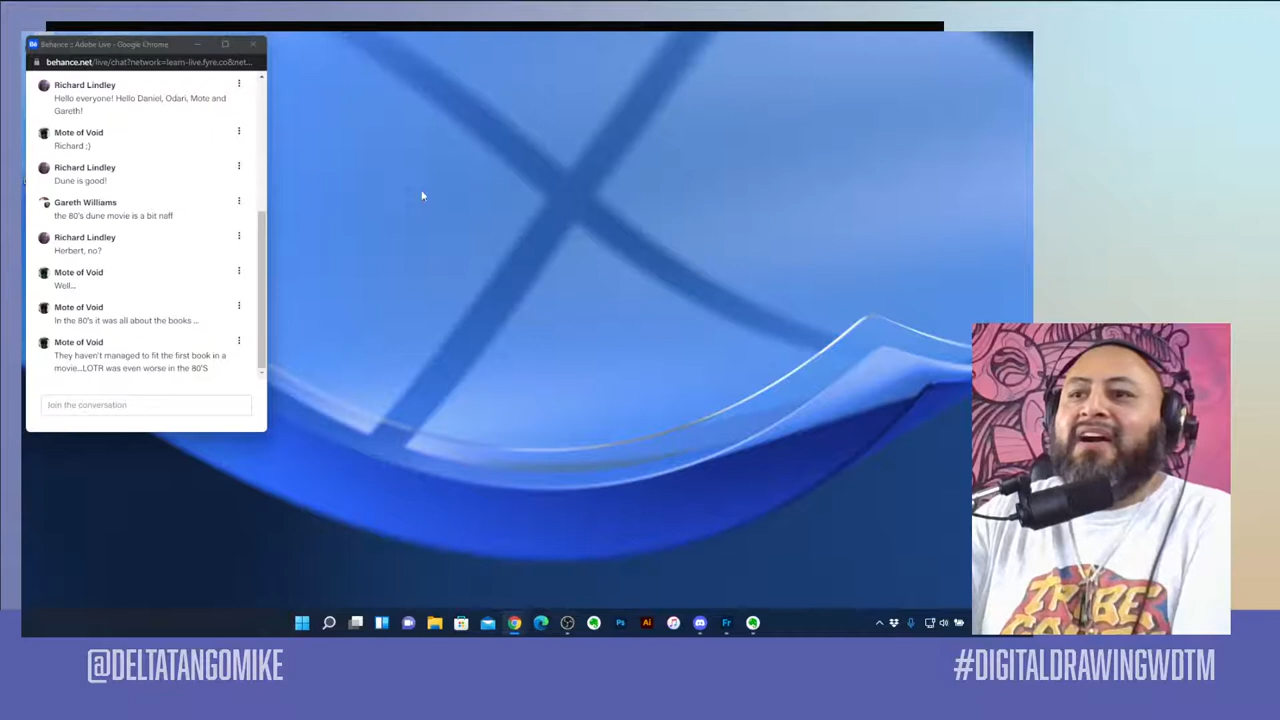 Behance :: Adobe Live - Google Chrome
behance.net/live/chat?network=learn-live.fyre.co&net...
Richard Lindley
Hello everyone! Hello Daniel, Odari, Mote and
Gareth!
Mote of Void
Richard ;)
Richard Lindley
Dune is good!
Gareth Williams
the 80's dune movie is a bit naff
Richard Lindley
Herbert, no?
Mote of Void
Well...
Mote of Void
In the 80's it was all about the books ...
Mote of Void
They haven't managed to fit the first book in a
movie...LOTR was even worse in the 80'S
Join the conversation
Ps
Ai
Fr
TRIBE
@DELTATANGOMIKE
#DIGITALDRAWINGWDTM